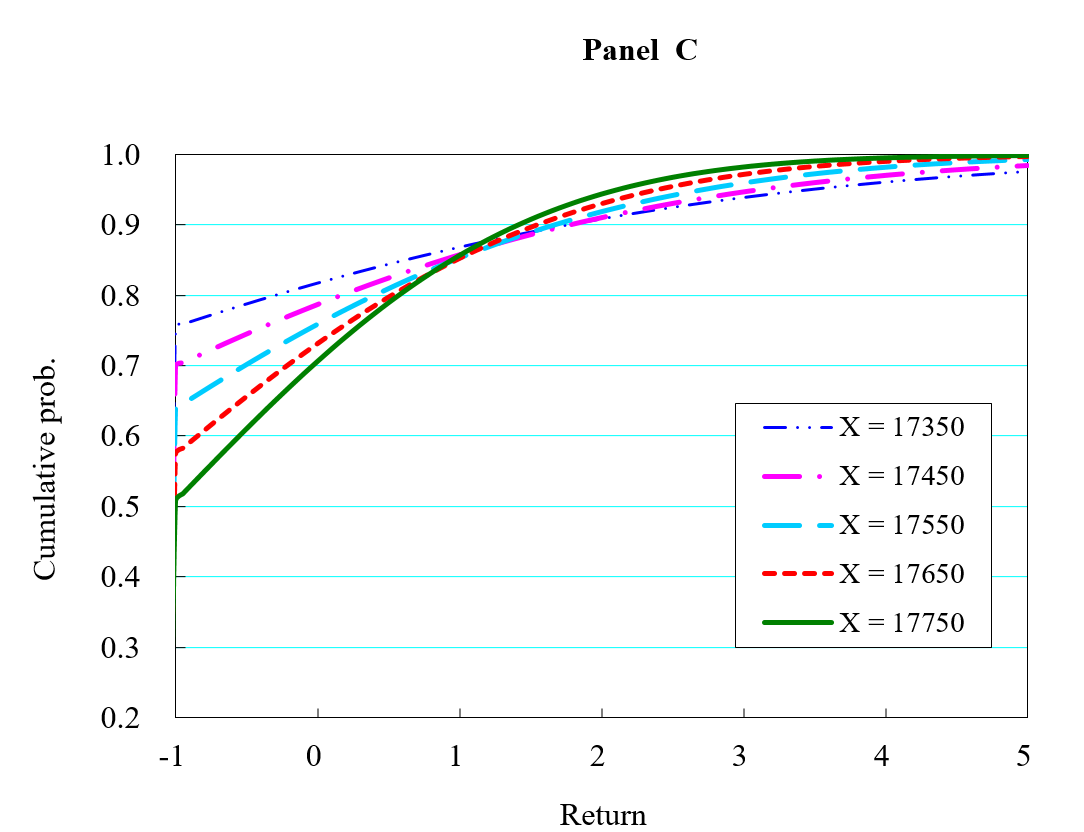 Panel C
1.0
0.9
0.8
0.7
0.6
0.5
0.4
0.3
0.2
Cumulative prob.
X = 17350
X = 17450
X = 17550
X = 17650
X = 17750
-1 0 1 2 3 4 5
Return